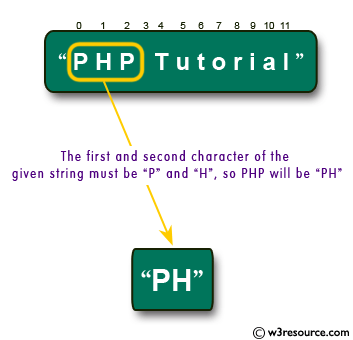 0 1 2 3 4 5 6 7 8 9 10 11
“PHP Tutorial”
The first and second character of the
given string must be “P” and “H”, so PHP will be “PH”
“PH”
© w3resource.com